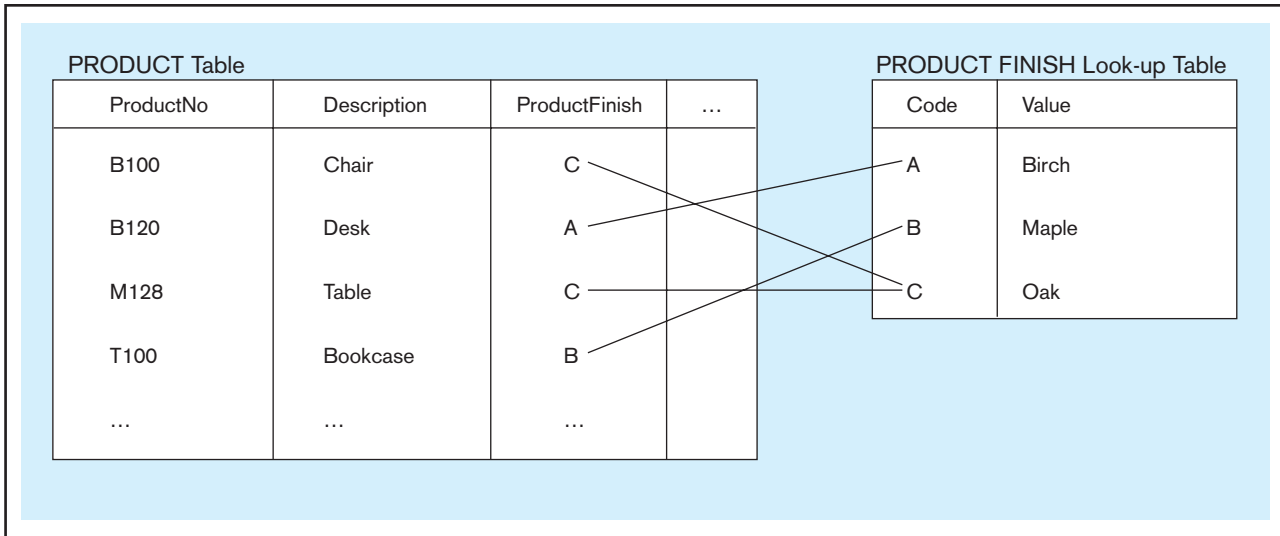 PRODUCT Table
ProductNo Description ProductFinish ...
B100 Chair C
B120 Desk A
M128 Table C
T100 Bookcase B
... ... ...
PRODUCT FINISH Look-up Table
Code Value
A Birch
B Maple
C Oak